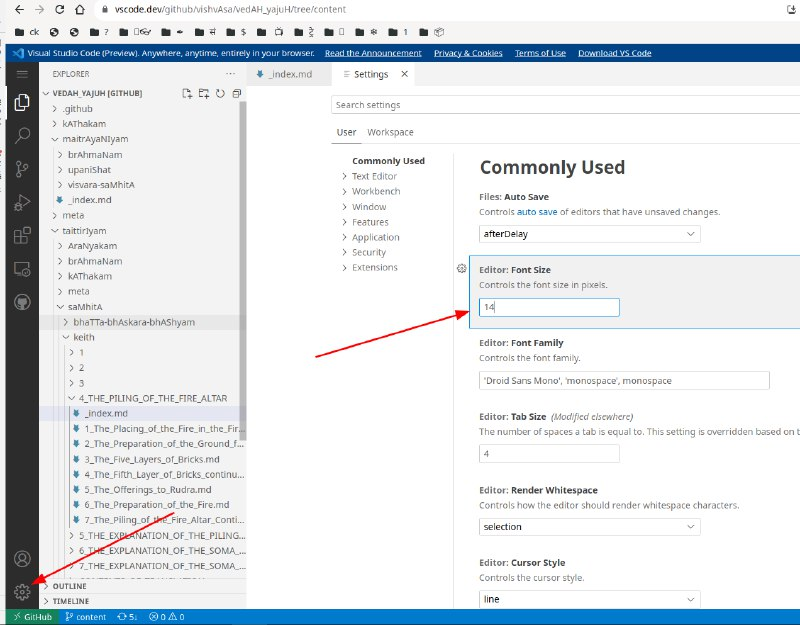 vscode.dev/github/vishvAsa/vedAH_yajuH/tree/content
ck
?
$
1
Visual Studio Code (Preview). Anywhere, anytime, entirely in your browser. Read the Announcement Privacy & Cookies Terms of Use Download VS Code
EXPLORER
VEDAH_YAJUH [GITHUB]
.github
kAThakam
maitrAyaNIyam
brAhmaNam
upaniShat
visvara-saMhitA
_index.md
meta
taittirIyam
AraNyakam
brAhmaNam
kAThakam
meta
saMhitA
bhaTTa-bhAskara-bhAShyam
keith
1
2
3
4_THE_PILING_OF_THE_FIRE_ALTAR
_index.md
1_The_Placing_of_the_Fire_in_the_Fir...
2_The_Preparation_of_the_Ground_f...
3_The_Five_Layers_of_Bricks.md
4_The_Fifth_Layer_of_Bricks_continu...
5_The_Offerings_to_Rudra.md
6_The_Preparation_of_the_Fire.md
7_The_Piling_of_the_Fire_Altar_Conti...
5_THE_EXPLANATION_OF_THE_PILING...
6_THE_EXPLANATION_OF_THE_SOMA_...
7_THE_EXPLANATION_OF_THE_SOMA_...
OUTLINE
TIMELINE
_index.md
Settings
Search settings
User Workspace
Commonly Used
Text Editor
Workbench
Window
Features
Application
Security
Extensions
Commonly Used
Files: Auto Save
Controls auto save of editors that have unsaved changes.
afterDelay
Editor: Font Size
Controls the font size in pixels.
14
Editor: Font Family
Controls the font family.
'Droid Sans Mono', 'monospace', monospace
Editor: Tab Size (Modified elsewhere)
The number of spaces a tab is equal to. This setting is overridden based on t
4
Editor: Render Whitespace
Controls how the editor should render whitespace characters.
selection
Editor: Cursor Style
Controls the cursor style.
line
GitHub content 5↓ 0 0